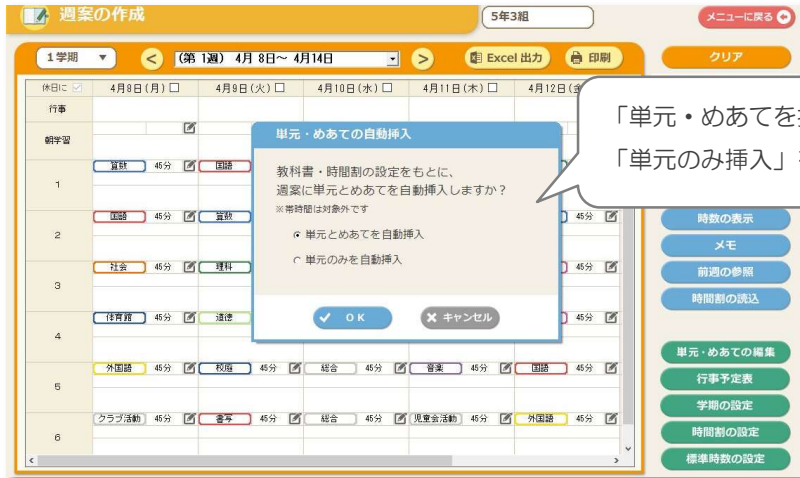 週案の作成
5年3組
メニューに戻る
1学期
(第 1週) 4月 8日～ 4月14日
Excel出力
印刷
クリア
休日に 4月8日(月) 4月9日(火) 4月10日(水) 4月11日(木) 4月12日(金
行事
朝学習
「単元・めあてを
「単元のみ挿入」
単元・めあての自動挿入
教科書・時間割の設定をもとに、
週案に単元とめあてを自動挿入しますか？
※帯時間は対象外です
単元とめあてを自動挿入
単元のみを自動挿入
OK
キャンセル
1 算数 45分 国語
2 国語 45分 算数 45分
3 社会 45分 理科 45分
4 体育館 45分 道徳 45分
5 外国語 45分 校庭 45分 総合 45分 音楽 45分 国語 45分
6 クラブ活動 45分 書写 45分 総合 45分 児童会活動 45分 外国語 45分
時数の表示
メモ
前週の参照
時間割の読込
単元・めあての編集
行事予定表
学期の設定
時間割の設定
標準時数の設定